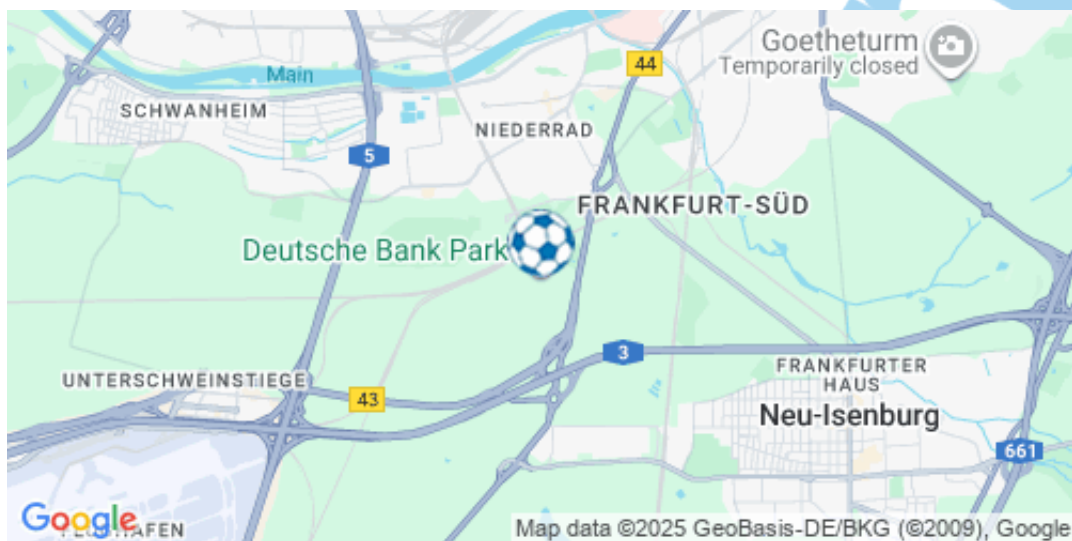 Goetheturm
Temporarily closed
44
Main
SCHWANHEIM
NIEDERRAD
5
FRANKFURT-SÜD
Deutsche Bank Park
3
FRANKFURTER
HAUS
UNTERSCHWEINSTIEGE
43
Neu-Isenburg
661
Google
Map data ©2025 GeoBasis-DE/BKG (©2009), Google